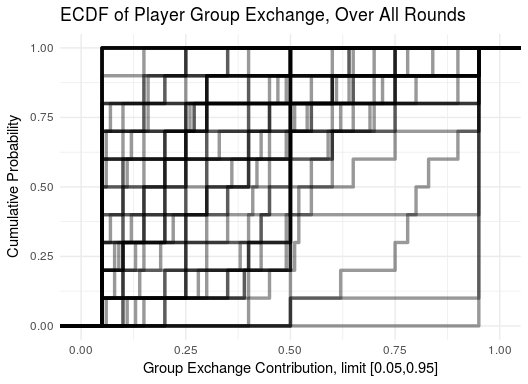 ECDF of Player Group Exchange, Over All Rounds
Cumulative Probability
1.00
0.75
0.50
0.25
0.00
0.00 0.25 0.50 0.75 1.00
Group Exchange Contribution, limit [0.05,0.95]